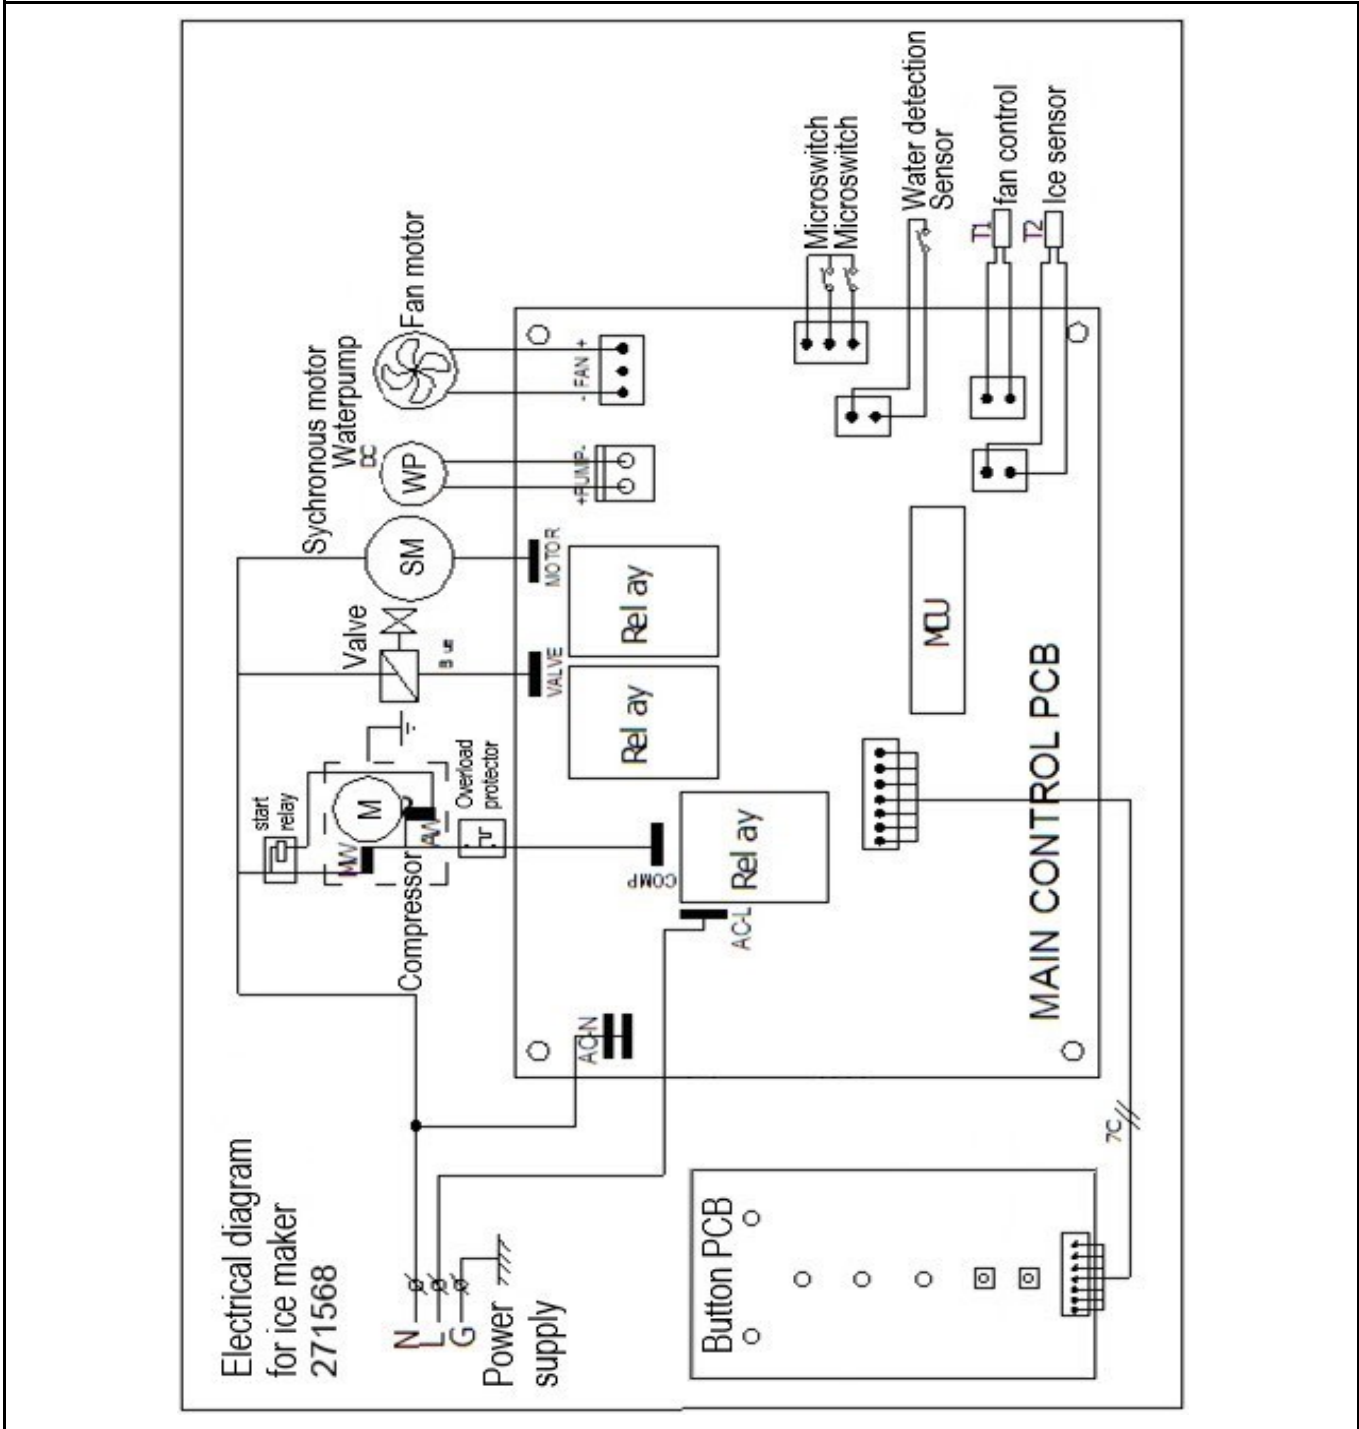 Electrical diagram
for ice maker
271568
N
L
G
Power
supply
start
relay
M
MW
AW
Compressor
Overload
protector
Valve
Sychronous motor
Waterpump
DC
SM
WP
Fan motor
AC-N
AC-L
COMP
VALVE
MOTOR
+PUMP-
- FAN +
Relay
Relay
Relay
MCU
MAIN CONTROL PCB
Microswitch
Microswitch
Water detection
Sensor
T1
fan control
T2
Ice sensor
Button PCB
7C